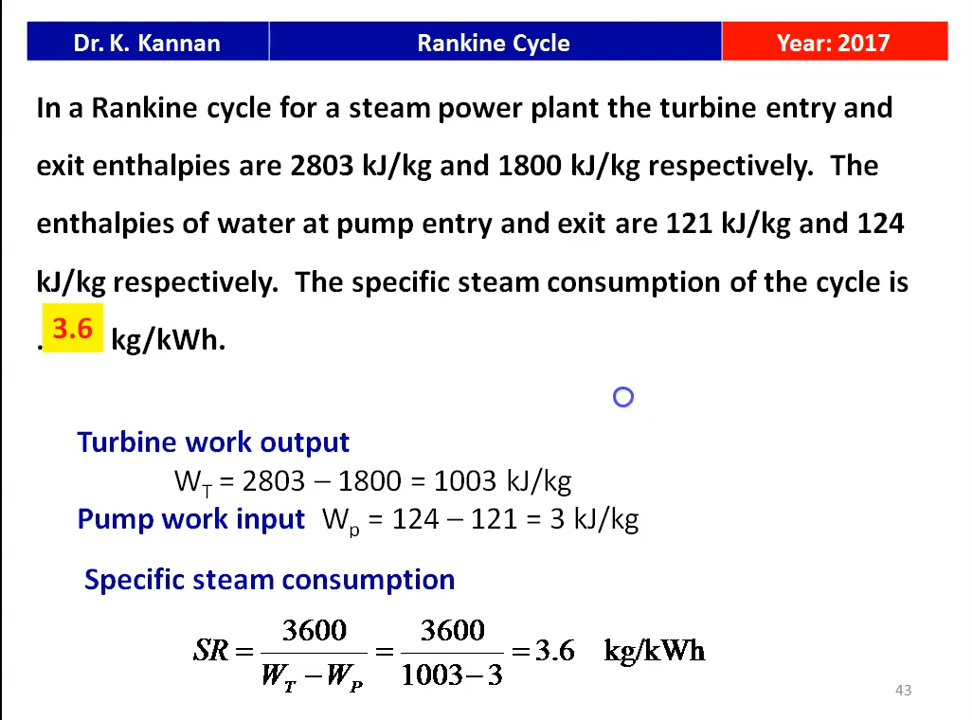 Dr. K. Kannan Rankine Cycle Year: 2017
In a Rankine cycle for a steam power plant the turbine entry and
exit enthalpies are 2803 kJ/kg and 1800 kJ/kg respectively. The
enthalpies of water at pump entry and exit are 121 kJ/kg and 124
kJ/kg respectively. The specific steam consumption of the cycle is
. 3.6 kg/kWh.
Turbine work output
W_T = 2803 – 1800 = 1003 kJ/kg
Pump work input W_p = 124 – 121 = 3 kJ/kg
Specific steam consumption
SR = 3600 / (W_T – W_P) = 3600 / (1003 – 3) = 3.6 kg/kWh
43